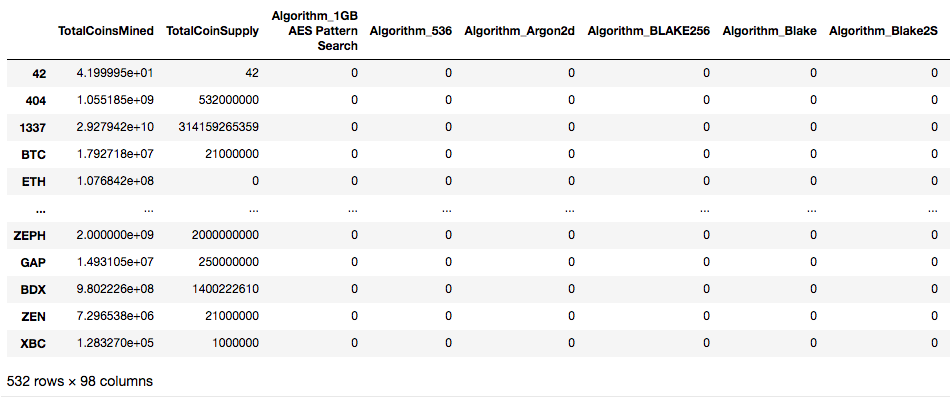 Algorithm_1GB
TotalCoinsMined TotalCoinSupply AES Pattern Algorithm_536 Algorithm_Argon2d Algorithm_BLAKE256 Algorithm_Blake Algorithm_Blake2S
Search
42 4.199995e+01 42 0 0 0 0 0 0
404 1.055185e+09 532000000 0 0 0 0 0 0
1337 2.927942e+10 314159265359 0 0 0 0 0 0
BTC 1.792718e+07 21000000 0 0 0 0 0 0
ETH 1.076842e+08 0 0 0 0 0 0 0
... ... ... ... ... ... ... ... ...
ZEPH 2.000000e+09 2000000000 0 0 0 0 0 0
GAP 1.493105e+07 250000000 0 0 0 0 0 0
BDX 9.802226e+08 1400222610 0 0 0 0 0 0
ZEN 7.296538e+06 21000000 0 0 0 0 0 0
XBC 1.283270e+05 1000000 0 0 0 0 0 0
532 rows × 98 columns